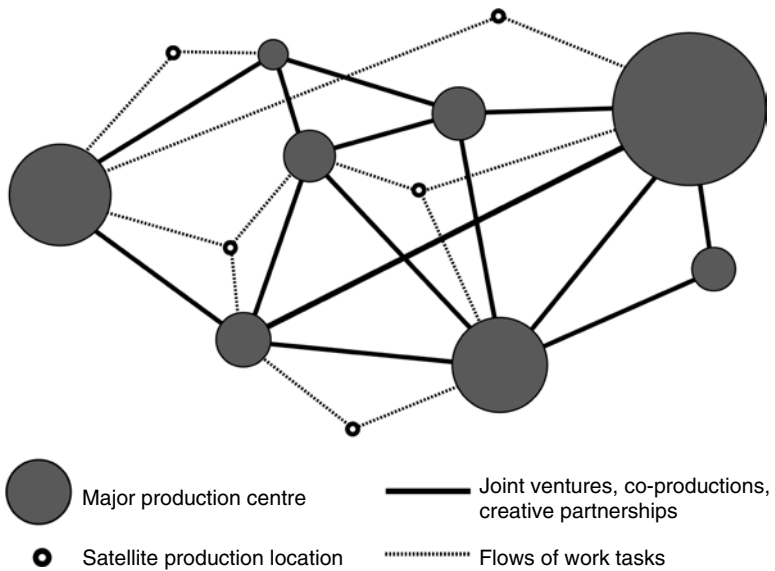 Major production centre
Joint ventures, co-productions,
creative partnerships
Satellite production location
Flows of work tasks